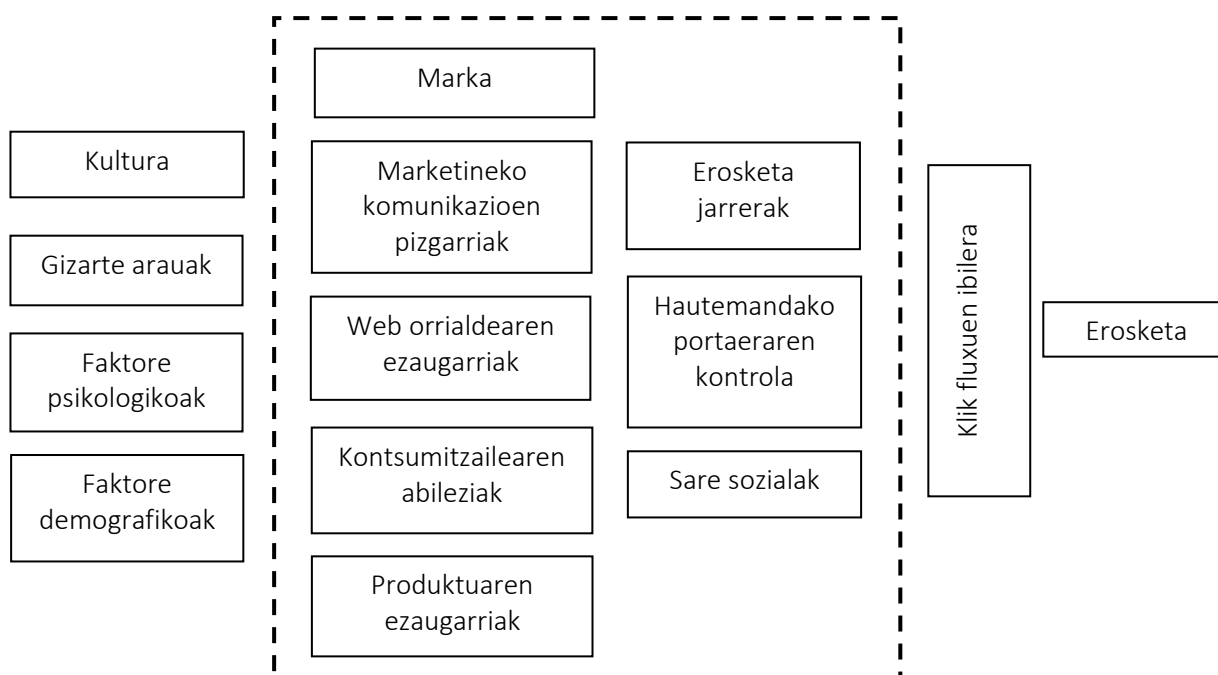 Kultura
Gizarte arauak
Faktore
psikologikoak
Faktore
demografikoak
Marka
Marketineko
komunikazioen
pizgarriak
Web orrialdearen
ezaugarriak
Kontsumitzailearen
abileziak
Produktuaren
ezaugarriak
Erosketa
jarrerak
Hautemandako
portaeraren
kontrola
Sare sozialak
Klik fluxuen ibilera
Erosketa